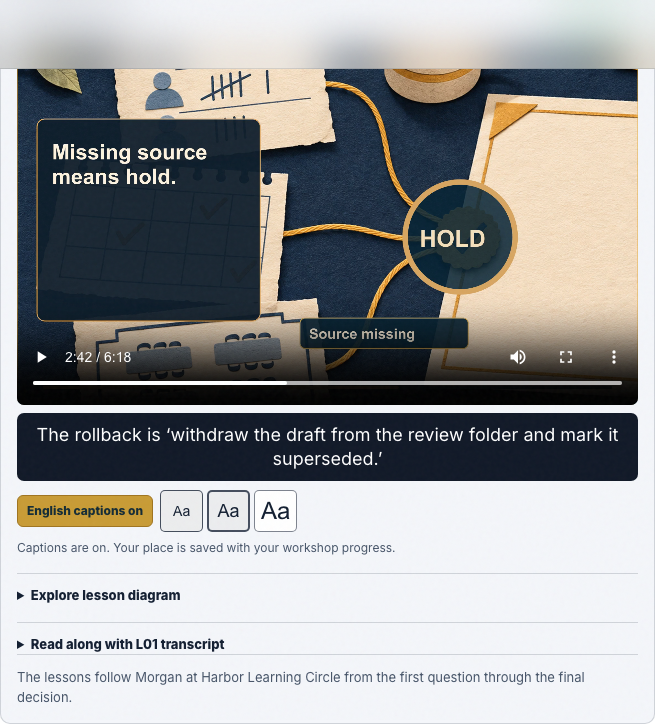 Missing source
means hold.
HOLD
Source missing
2:42 / 6:18
The rollback is ‘withdraw the draft from the review folder and mark it
superseded.’
English captions on
Aa
Aa
Aa
Captions are on. Your place is saved with your workshop progress.
Explore lesson diagram
Read along with L01 transcript
The lessons follow Morgan at Harbor Learning Circle from the first question through the final
decision.